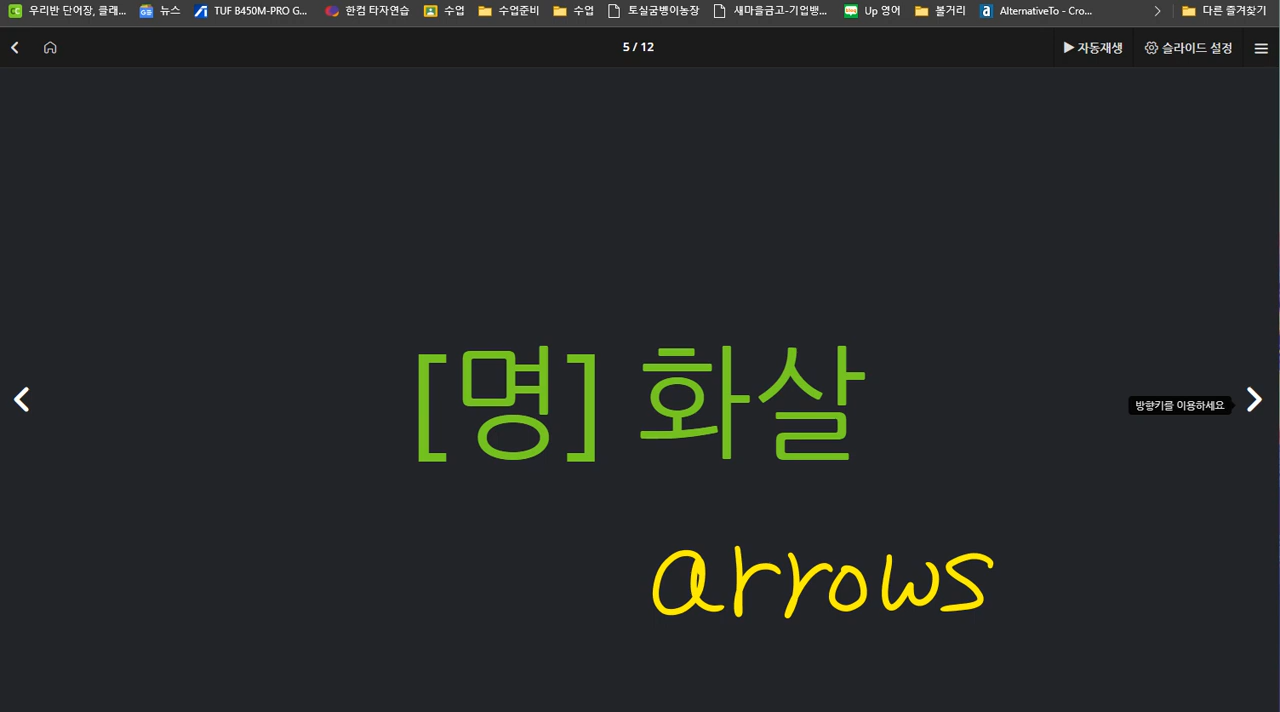 우리반 단어장, 클래... 뉴스 TUF B450M-PRO G... 한컴 타자연습 수업 수업준비 수업 토실굼벵이농장 새마을금고-기업뱅... Up 영어 볼거리 AlternativeTo - Cro... 다른 즐겨찾기
5 / 12 자동재생 슬라이드 설정
[명] 화살
방향키를 이용하세요
arrows